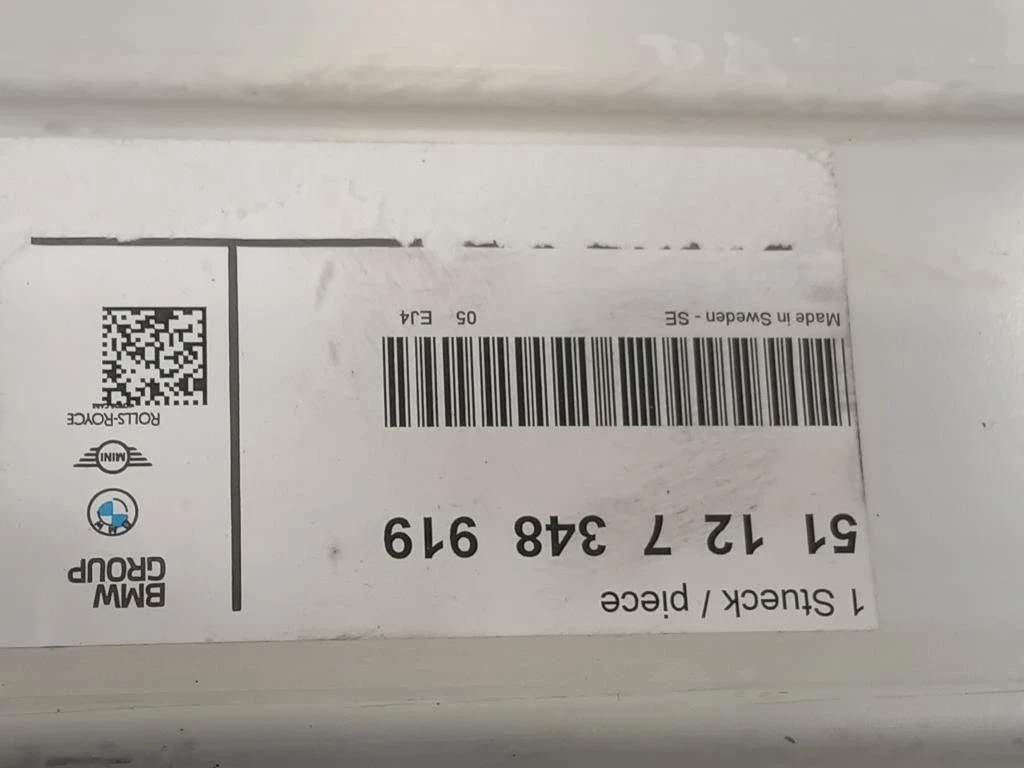 1 Stueck / piece
51 12 7 348 919
Made in Sweden - SE 05 EJ4
BMW
GROUP
BMW
MINI
ROLLS-ROYCE